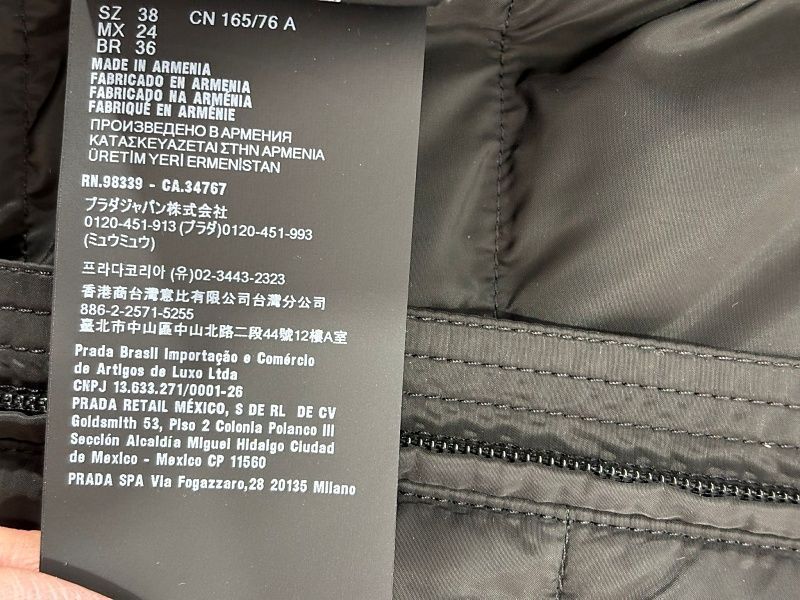 SZ 38 CN 165/76 A
MX 24
BR 36
MADE IN ARMENIA
FABRICADO EN ARMENIA
FABRICADO NA ARMÉNIA
FABRIQUÉ EN ARMÉNIE
ПРОИЗВЕДЕНО В АРМЕНИЯ
ΚΑΤΑΣΚΕΥΑΖΕΤΑΙ ΣΤΗΝ ΑΡΜΕΝΙΑ
ÜRETİM YERİ ERMENİSTAN
RN.98339 - CA.34767
プラダジャパン株式会社
0120-451-913 (プラダ)0120-451-993
(ミュウミュウ)
프라다코리아 (유)02-3443-2323
香港商台灣意比有限公司台灣分公司
886-2-2571-5255
臺北市中山區中山北路二段44號12樓A室
Prada Brasil Importação e Comércio
de Artigos de Luxo Ltda
CNPJ 13.633.271/0001-26
PRADA RETAIL MÉXICO, S DE RL DE CV
Goldsmith 53, Piso 2 Colonia Polanco III
Sección Alcaldía Miguel Hidalgo Ciudad
de Mexico - Mexico CP 11560
PRADA SPA Via Fogazzaro,28 20135 Milano